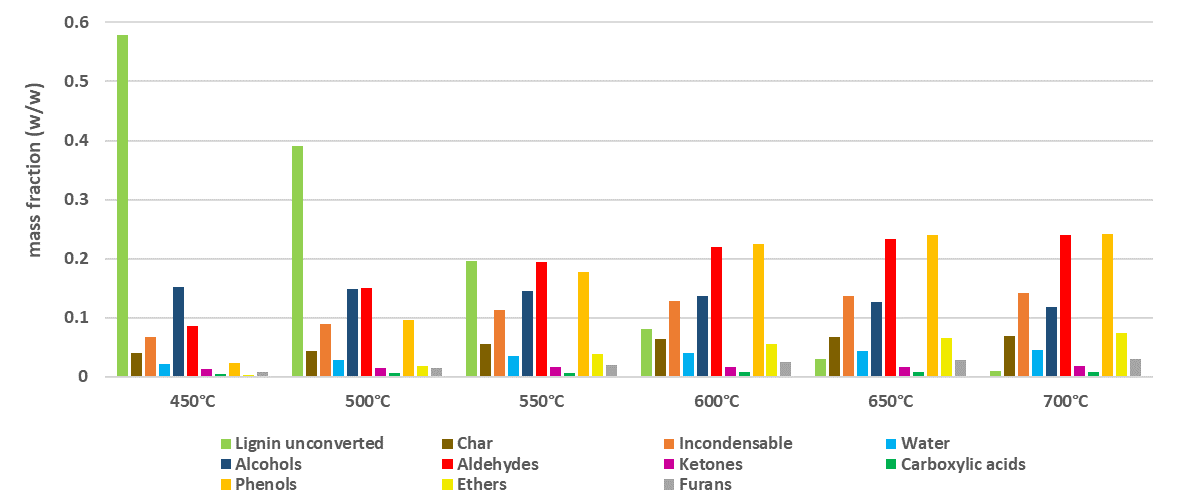 0.6
0.5
0.4
0.3
0.2
0.1
0
mass fraction (w/w)
450°C 500°C 550°C 600°C 650°C 700°C
Lignin unconverted Char Incondensable Water
Alcohols Aldehydes Ketones Carboxylic acids
Phenols Ethers Furans